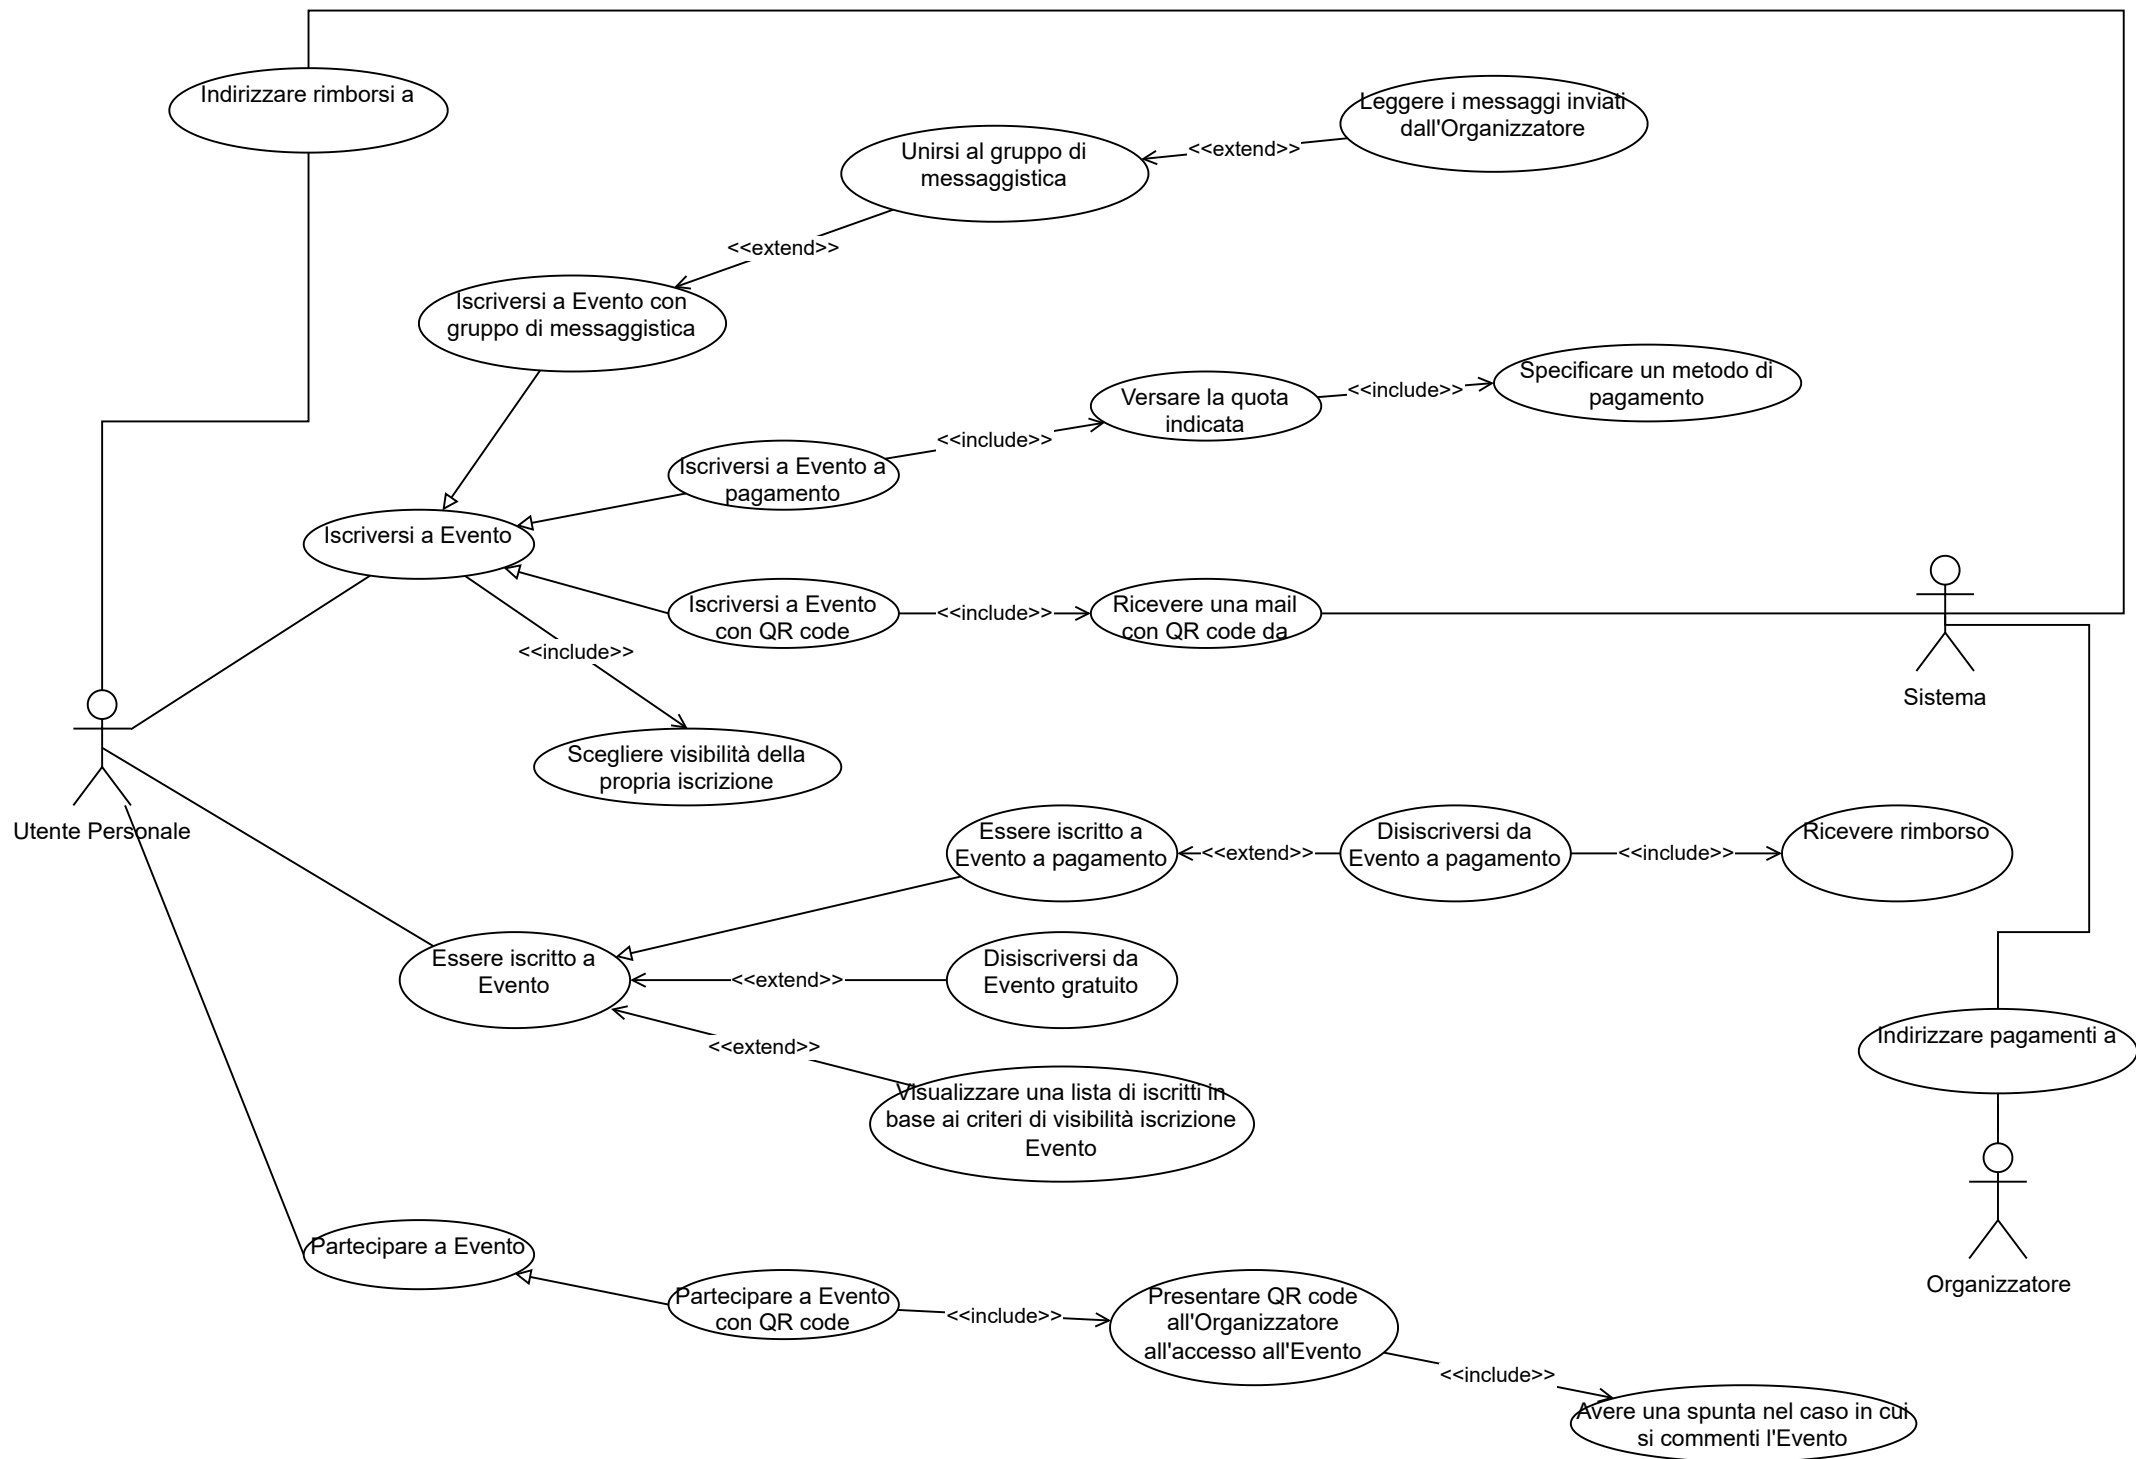 Indirizzare rimborsi a
Leggere i messaggi inviati
dall'Organizzatore
<<extend>>
Unirsi al gruppo di
messaggistica
<<extend>>
Iscriversi a Evento con
gruppo di messaggistica
Specificare un metodo di
pagamento
<<include>>
Versare la quota
indicata
<<include>>
Iscriversi a Evento a
pagamento
Iscriversi a Evento
Iscriversi a Evento
con QR code
<<include>>
Ricevere una mail
con QR code da
<<include>>
Sistema
Scegliere visibilità della
propria iscrizione
Utente Personale
Essere iscritto a
Evento a pagamento
<<extend>>
Disiscriversi da
Evento a pagamento
<<include>>
Ricevere rimborso
Essere iscritto a
Evento
<<extend>>
Disiscriversi da
Evento gratuito
<<extend>>
Indirizzare pagamenti a
Visualizzare una lista di iscritti in
base ai criteri di visibilità iscrizione
Evento
Partecipare a Evento
Organizzatore
Partecipare a Evento
con QR code
<<include>>
Presentare QR code
all'Organizzatore
all'accesso all'Evento
<<include>>
Avere una spunta nel caso in cui
si commenti l'Evento